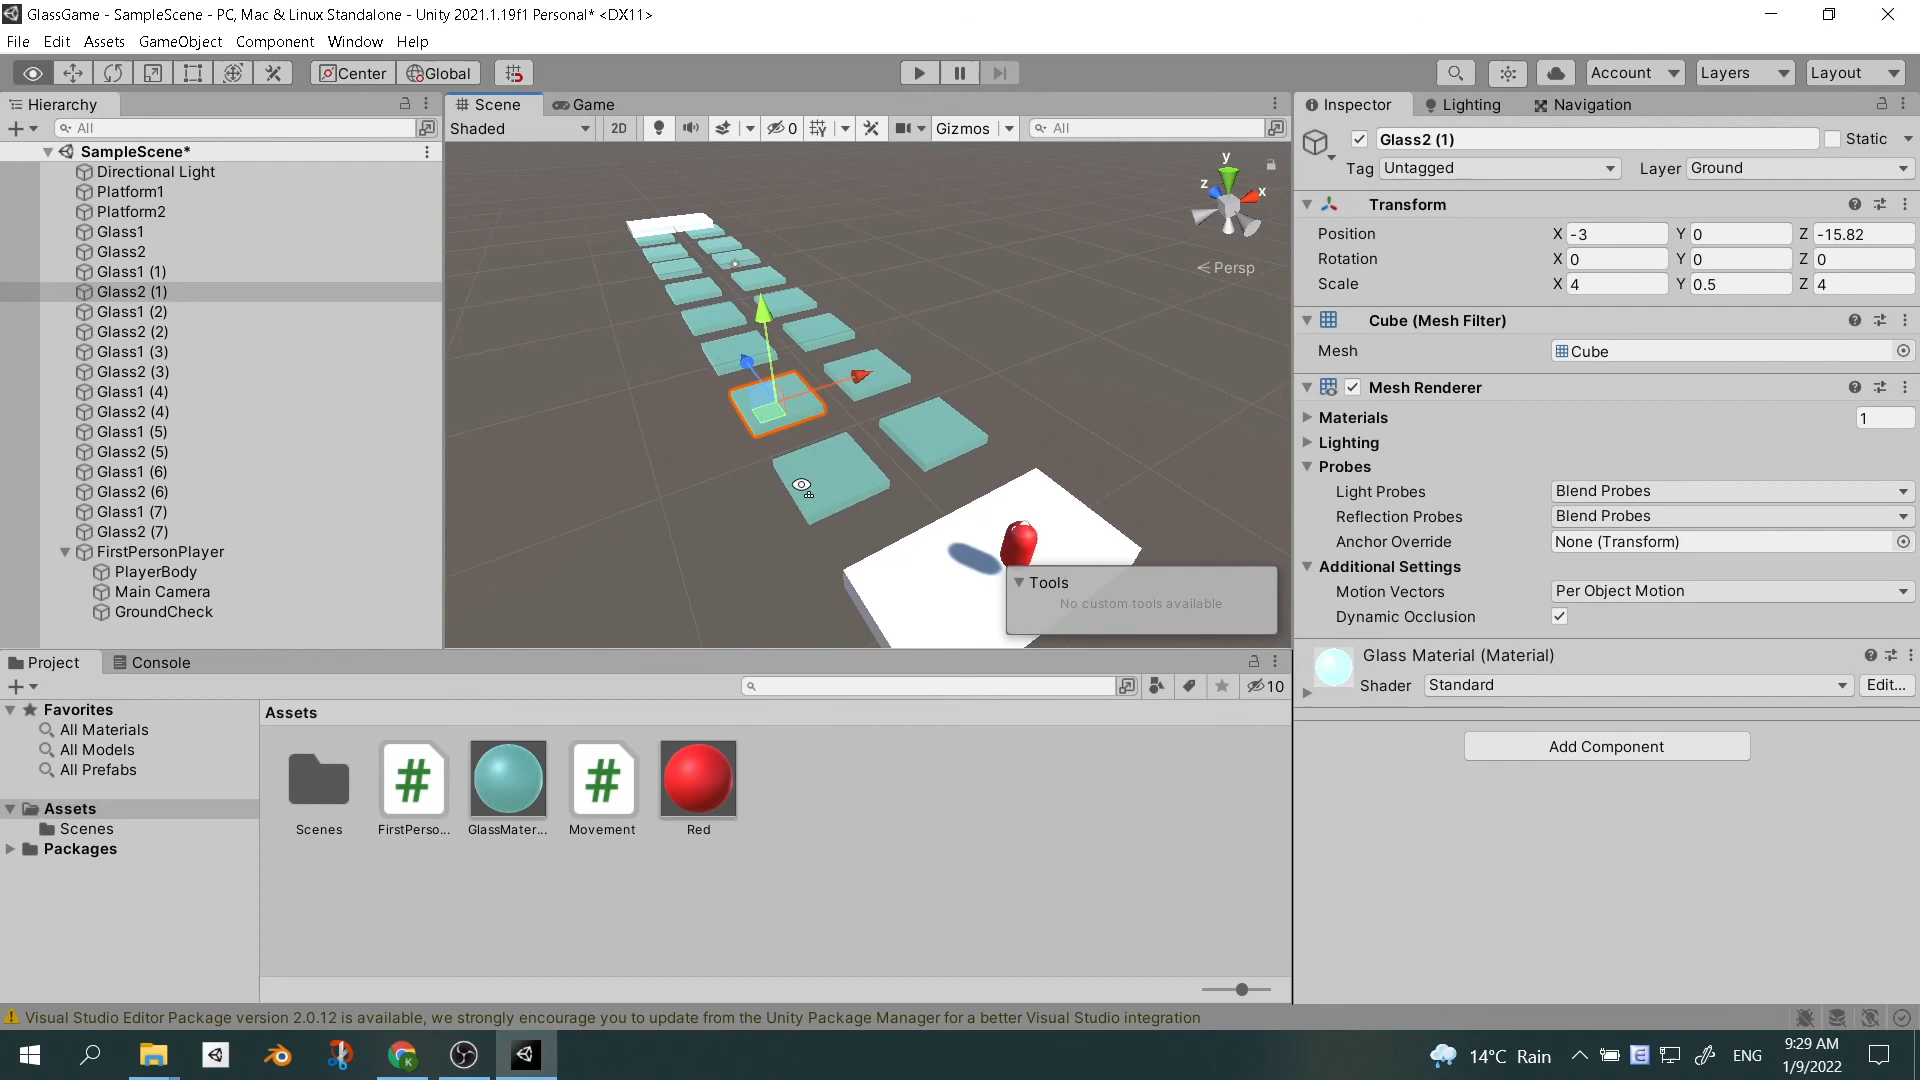 GlassGame - SampleScene - PC, Mac & Linux Standalone - Unity 2021.1.19f1 Personal* <DX11>
File Edit Assets GameObject Component Window Help
Center Global Account Layers Layout
Hierarchy
All
SampleScene*
Directional Light
Platform1
Platform2
Glass1
Glass2
Glass1 (1)
Glass2 (1)
Glass1 (2)
Glass2 (2)
Glass1 (3)
Glass2 (3)
Glass1 (4)
Glass2 (4)
Glass1 (5)
Glass2 (5)
Glass1 (6)
Glass2 (6)
Glass1 (7)
Glass2 (7)
FirstPersonPlayer
PlayerBody
Main Camera
GroundCheck
Scene Game
Shaded 2D 0 Gizmos All
y
z
x
Persp
Tools
No custom tools available
Inspector Lighting Navigation
Glass2 (1) Static
Tag Untagged Layer Ground
Transform
Position X -3 Y 0 Z -15.82
Rotation X 0 Y 0 Z 0
Scale X 4 Y 0.5 Z 4
Cube (Mesh Filter)
Mesh Cube
Mesh Renderer
Materials 1
Lighting
Probes
Light Probes Blend Probes
Reflection Probes Blend Probes
Anchor Override None (Transform)
Additional Settings
Motion Vectors Per Object Motion
Dynamic Occlusion
Glass Material (Material)
Shader Standard Edit...
Add Component
Project Console
10
Favorites
All Materials
All Models
All Prefabs
Assets
Scenes
Packages
Assets
Scenes FirstPerso... GlassMater... Movement Red
Visual Studio Editor Package version 2.0.12 is available, we strongly encourage you to update from the Unity Package Manager for a better Visual Studio integration
14°C Rain ENG
9:29 AM
1/9/2022